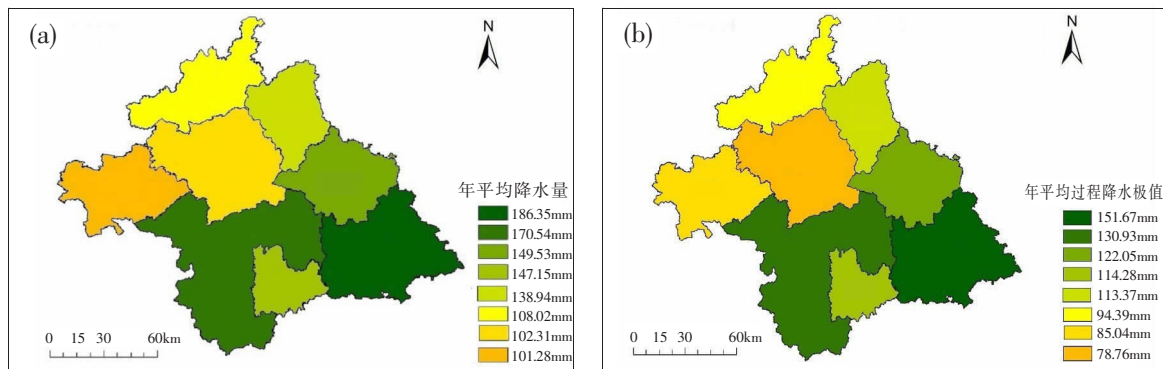 (a)
N
年平均降水量
186.35mm
170.54mm
149.53mm
147.15mm
138.94mm
108.02mm
102.31mm
101.28mm
0 15 30 60km
(b)
N
年平均过程降水极值
151.67mm
130.93mm
122.05mm
114.28mm
113.37mm
94.39mm
85.04mm
78.76mm
0 15 30 60km